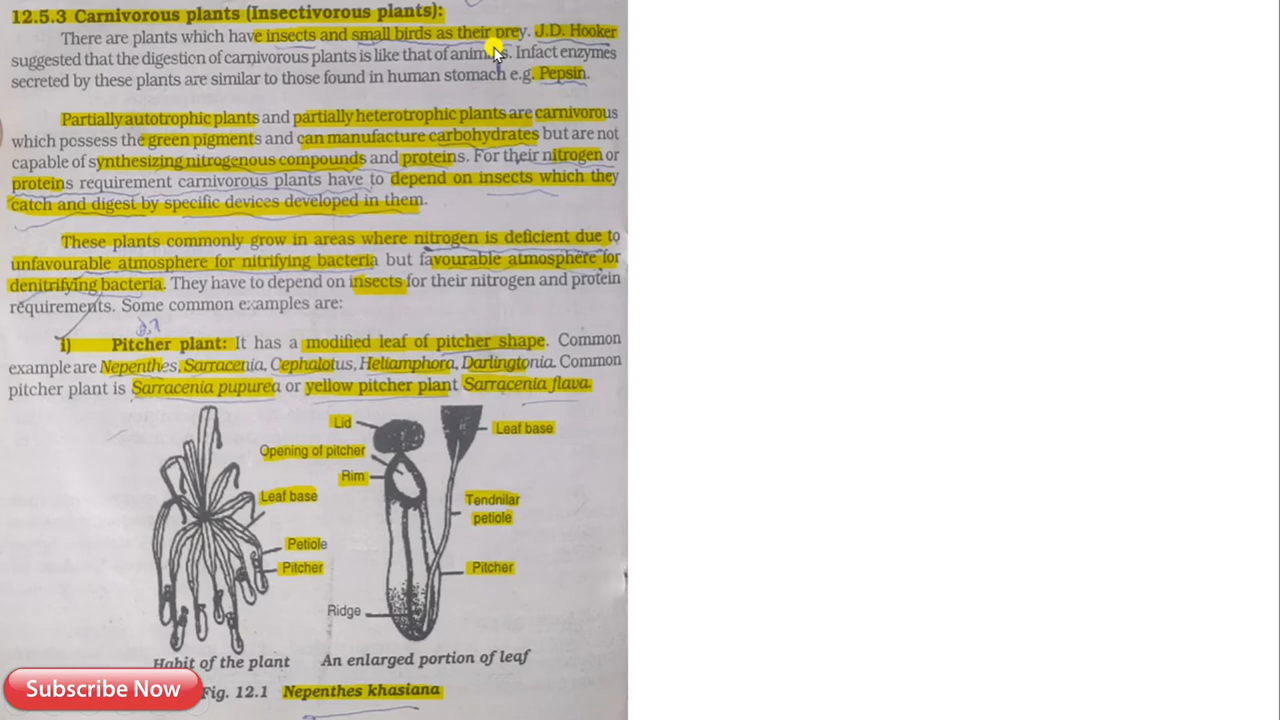 12.5.3 Carnivorous plants (Insectivorous plants):
There are plants which have insects and small birds as their prey. J.D. Hooker
suggested that the digestion of carnivorous plants is like that of animals. Infact enzymes
secreted by these plants are similar to those found in human stomach e.g. Pepsin.
Partially autotrophic plants and partially heterotrophic plants are carnivorous
which possess the green pigments and can manufacture carbohydrates but are not
capable of synthesizing nitrogenous compounds and proteins. For their nitrogen or
proteins requirement carnivorous plants have to depend on insects which they
catch and digest by specific devices developed in them.
These plants commonly grow in areas where nitrogen is deficient due to
unfavourable atmosphere for nitrifying bacteria but favourable atmosphere for
denitrifying bacteria. They have to depend on insects for their nitrogen and protein
requirements. Some common examples are:
i) Pitcher plant: It has a modified leaf of pitcher shape. Common
example are Nepenthes, Sarracenia, Cephalotus, Heliamphora, Darlingtonia. Common
pitcher plant is Sarracenia pupurea or yellow pitcher plant Sarracenia flava.
Lid
Leaf base
Opening of pitcher
Rim
Leaf base
Tendnilar
petiole
Petiole
Pitcher
Pitcher
Ridge
Habit of the plant An enlarged portion of leaf
Subscribe Now
Fig. 12.1 Nepenthes khasiana